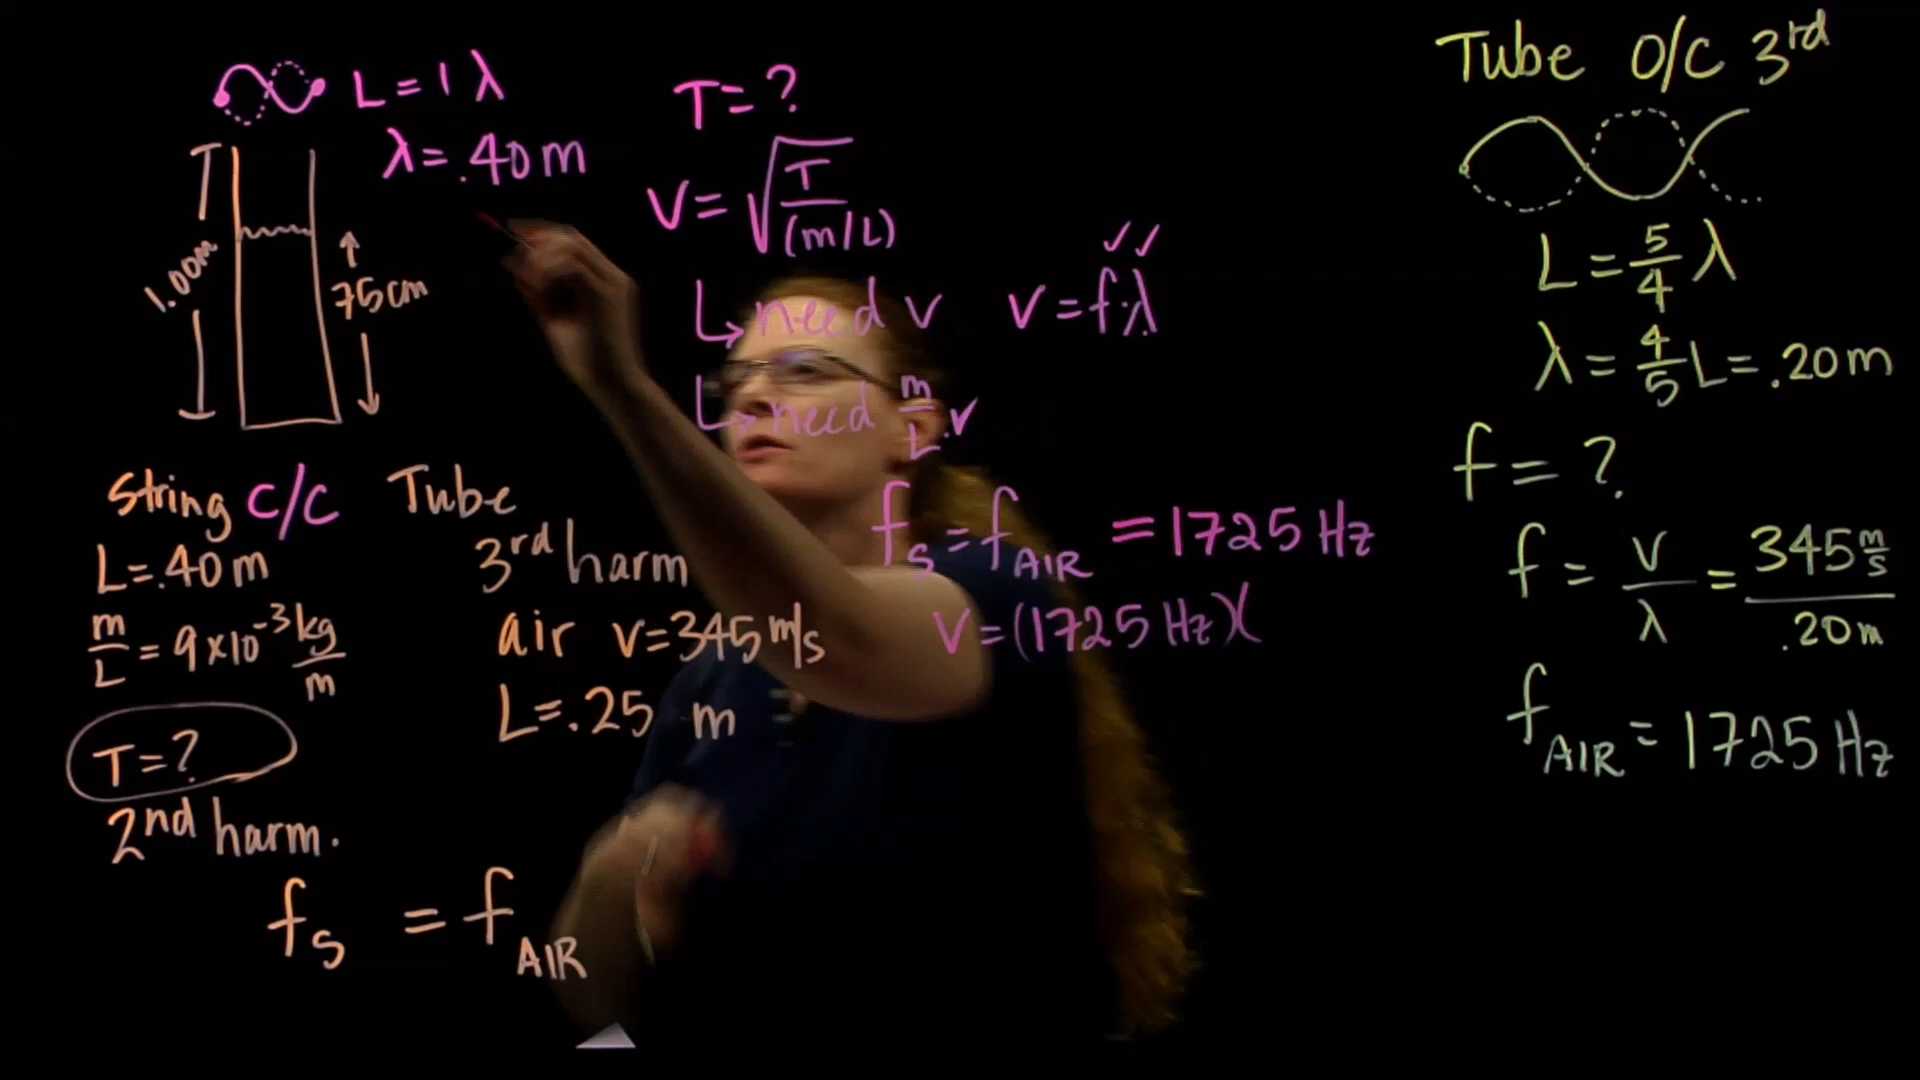 L = 1 λ
λ = .40 m
1.00m
75cm
String C/C
L = .40 m
m/L = 9x10⁻³ kg/m
T = ?
2nd harm.
Tube
3rd harm
air v = 345 m/s
L = .25 m
fS = fAIR
T = ?
V = √(T/(m/L))
↳ need v V = f·λ ✓✓
↳ need m/L ✓
fS = fAIR = 1725 Hz
V = (1725 Hz)(
Tube O/C 3rd
L = 5/4 λ
λ = 4/5 L = .20 m
f = ?
f = V/λ = 345 m/s / .20 m
fAIR = 1725 Hz